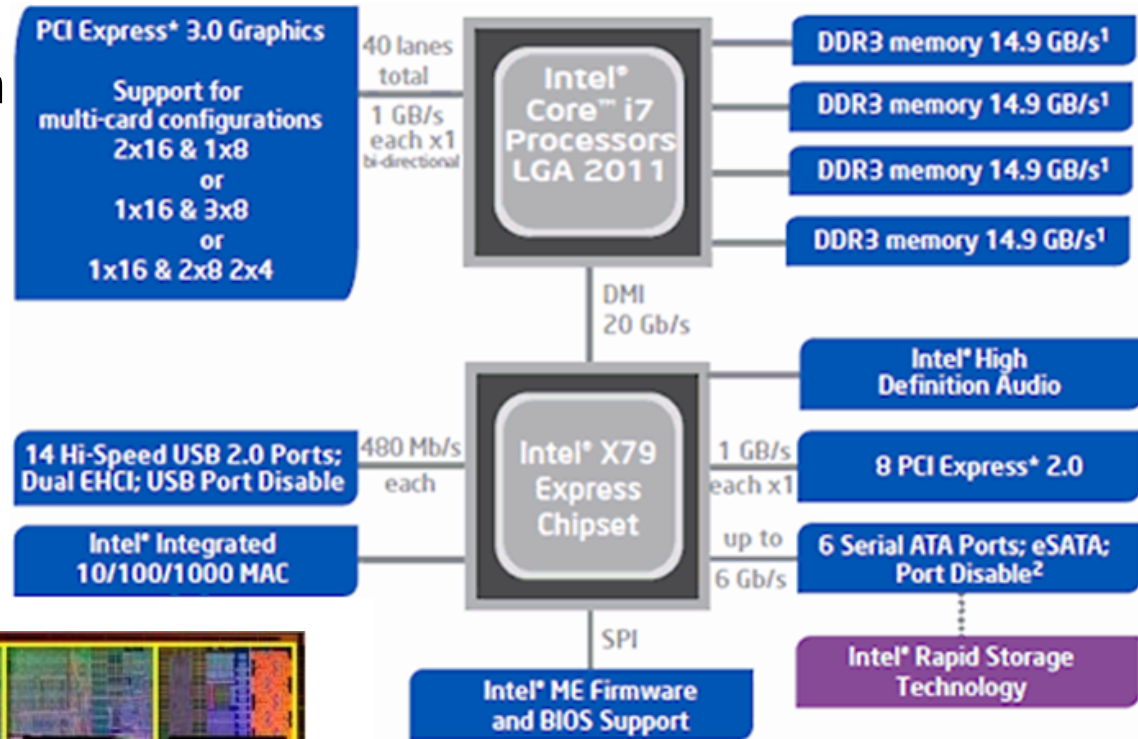 PCI Express* 3.0 Graphics
Support for
multi-card configurations
2x16 & 1x8
or
1x16 & 3x8
or
1x16 & 2x8 2x4
40 lanes
total
1 GB/s
each x1
bi-directional
Intel®
Core™ i7
Processors
LGA 2011
DDR3 memory 14.9 GB/s¹
DDR3 memory 14.9 GB/s¹
DDR3 memory 14.9 GB/s¹
DDR3 memory 14.9 GB/s¹
DMI
20 Gb/s
Intel® High
Definition Audio
14 Hi-Speed USB 2.0 Ports;
Dual EHCI; USB Port Disable
480 Mb/s
each
Intel® X79
Express
Chipset
1 GB/s
each x1
8 PCI Express* 2.0
Intel® Integrated
10/100/1000 MAC
up to
6 Gb/s
6 Serial ATA Ports; eSATA;
Port Disable²
SPI
Intel® ME Firmware
and BIOS Support
Intel® Rapid Storage
Technology